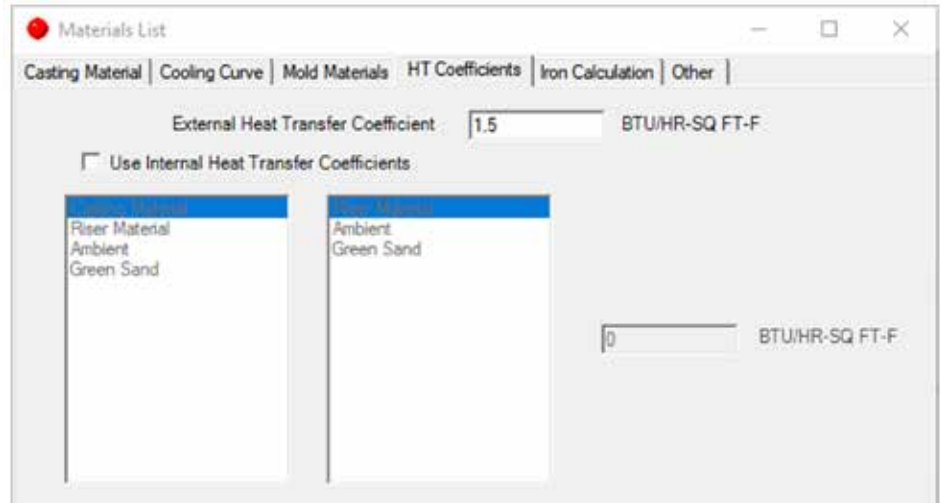 Materials List
Casting Material Cooling Curve Mold Materials HT Coefficients Iron Calculation Other
External Heat Transfer Coefficient 1.5 BTU/HR-SQ FT-F
Use Internal Heat Transfer Coefficients
Casting Material Riser Material
Riser Material Ambient
Ambient Green Sand
Green Sand
0 BTU/HR-SQ FT-F